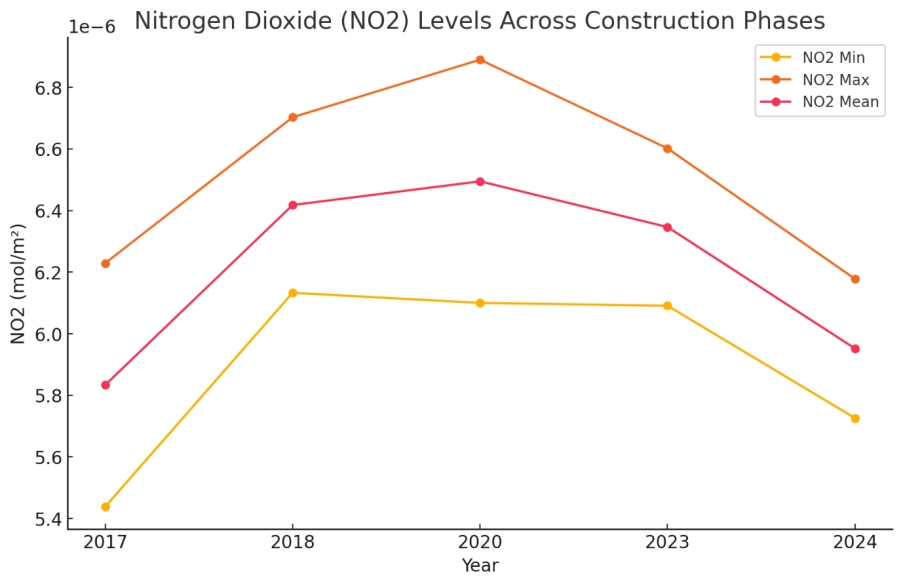 Nitrogen Dioxide (NO2) Levels Across Construction Phases
1e−6
NO2 Min
NO2 Max
NO2 Mean
6.8
6.6
6.4
6.2
6.0
5.8
5.6
5.4
NO2 (mol/m²)
2017 2018 2020 2023 2024
Year